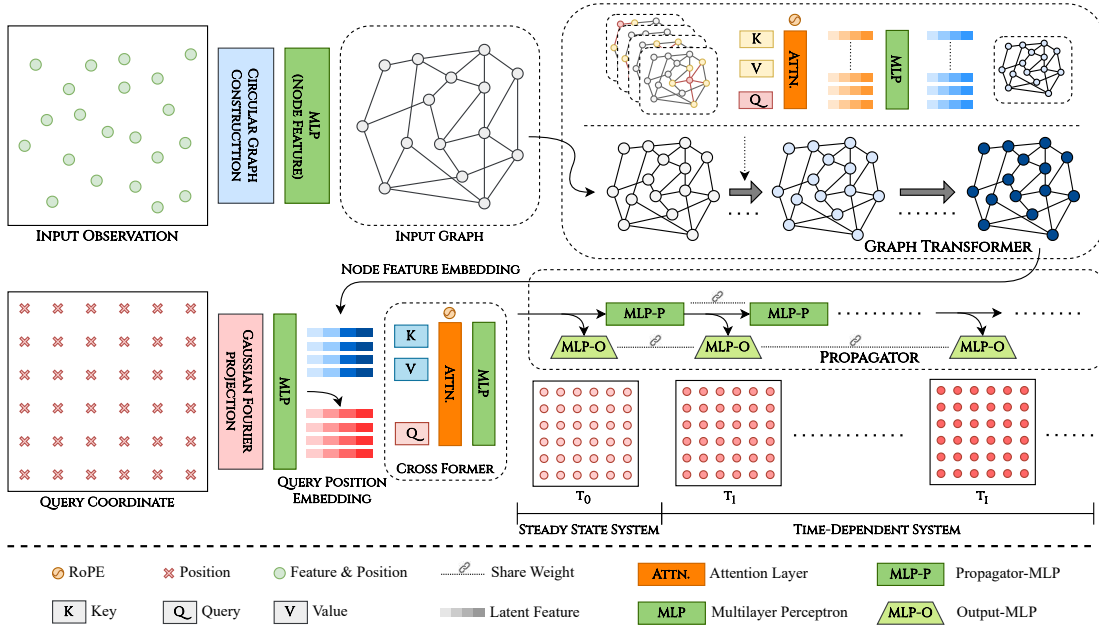 Input Observation
Circular Graph
Constructtion
MLP
(Node Feature)
Input Graph
K
V
Q
Attn.
MLP
Graph Transformer
Node Feature Embedding
Query Coordinate
Gaussian Fourier
projection
MLP
Query Position
Embedding
K
V
Q
Attn.
MLP
Cross Former
MLP-P
MLP-P
MLP-O
MLP-O
MLP-O
Propagator
T0
T1
TI
Steady State System
Time-Dependent System
RoPE
Position
Feature & Position
Share Weight
Attn.
Attention Layer
MLP-P
Propagator-MLP
K
Key
Q
Query
V
Value
Latent Feature
MLP
Multilayer Perceptron
MLP-O
Output-MLP